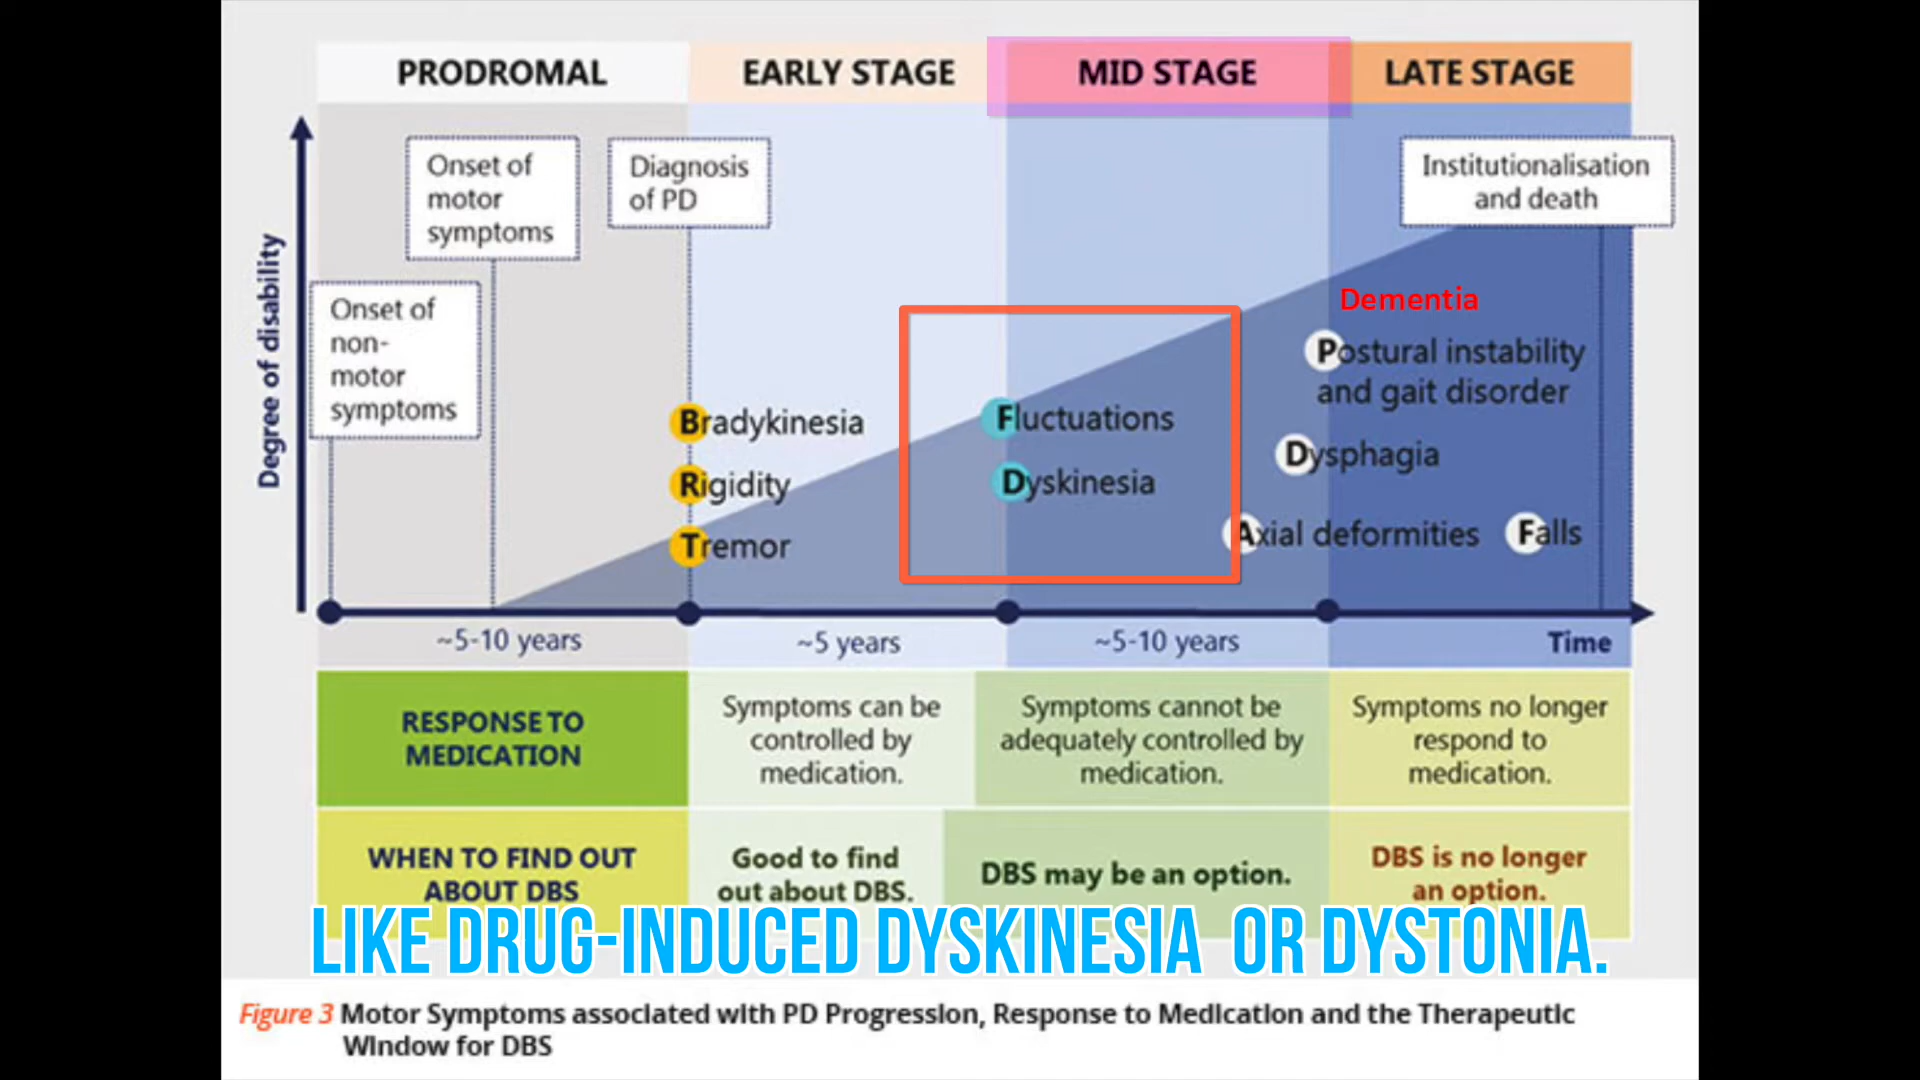 PRODROMAL
EARLY STAGE
MID STAGE
LATE STAGE
Onset of
motor
symptoms
Diagnosis
of PD
Institutionalisation
and death
Onset of
non-
motor
symptoms
Degree of disability
Dementia
Postural instability
and gait disorder
Bradykinesia
Fluctuations
Dysphagia
Rigidity
Dyskinesia
Axial deformities
Falls
Tremor
~5-10 years
~5 years
~5-10 years
Time
RESPONSE TO
MEDICATION
Symptoms can be
controlled by
medication.
Symptoms cannot be
adequately controlled by
medication.
Symptoms no longer
respond to
medication.
WHEN TO FIND OUT
ABOUT DBS
Good to find
out about DBS.
DBS may be an option.
DBS is no longer
an option.
LIKE DRUG-INDUCED DYSKINESIA OR DYSTONIA.
Figure 3 Motor Symptoms associated with PD Progression, Response to Medication and the Therapeutic
Window for DBS